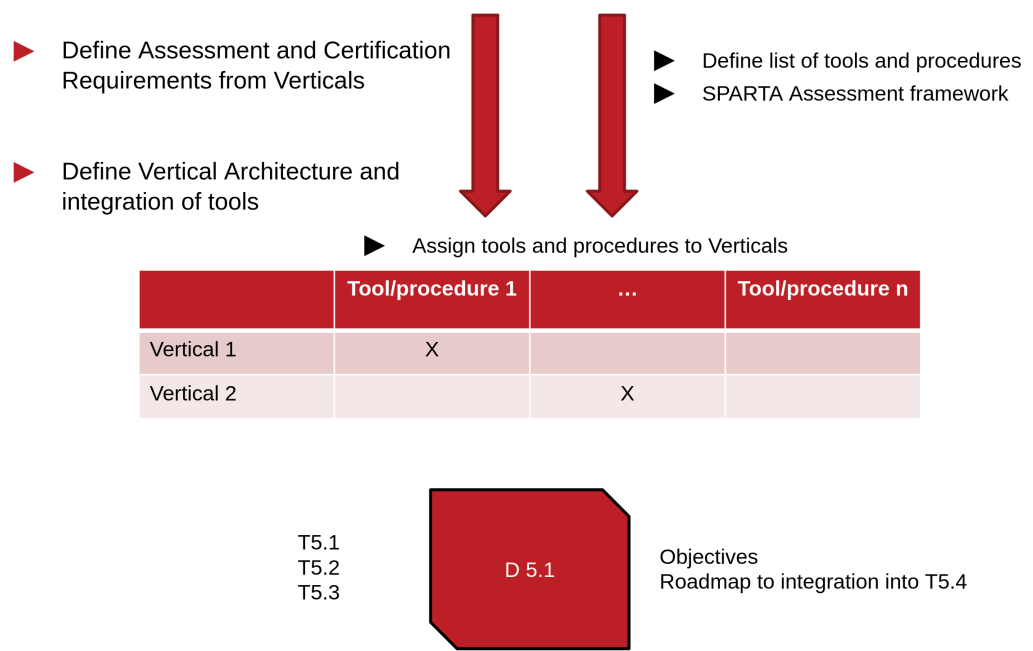 Define Assessment and Certification
Requirements from Verticals
Define Vertical Architecture and
integration of tools
Define list of tools and procedures
SPARTA Assessment framework
Assign tools and procedures to Verticals
Tool/procedure 1 … Tool/procedure n
Vertical 1 X
Vertical 2 X
T5.1
T5.2
T5.3
D 5.1
Objectives
Roadmap to integration into T5.4